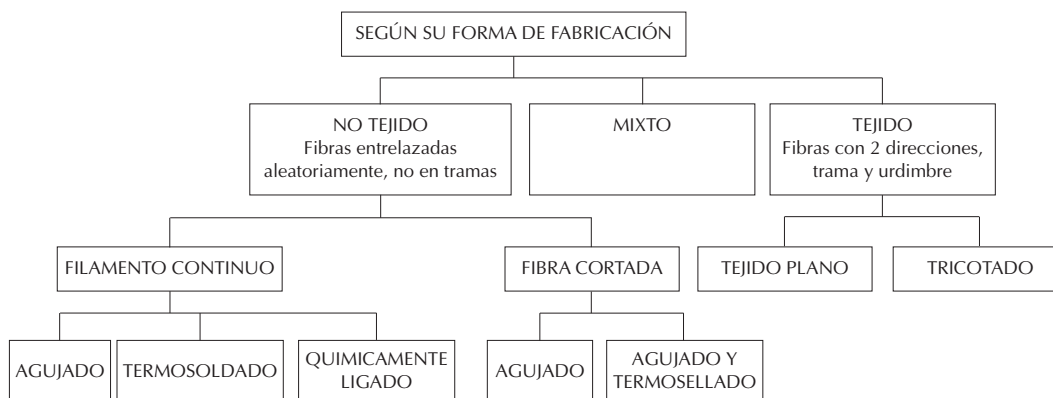 SEGÚN SU FORMA DE FABRICACIÓN
NO TEJIDO
Fibras entrelazadas
aleatoriamente, no en tramas
MIXTO
TEJIDO
Fibras con 2 direcciones,
trama y urdimbre
FILAMENTO CONTINUO
FIBRA CORTADA
TEJIDO PLANO
TRICOTADO
AGUJADO
TERMOSOLDADO
QUIMICAMENTE
LIGADO
AGUJADO
AGUJADO Y
TERMOSELLADO